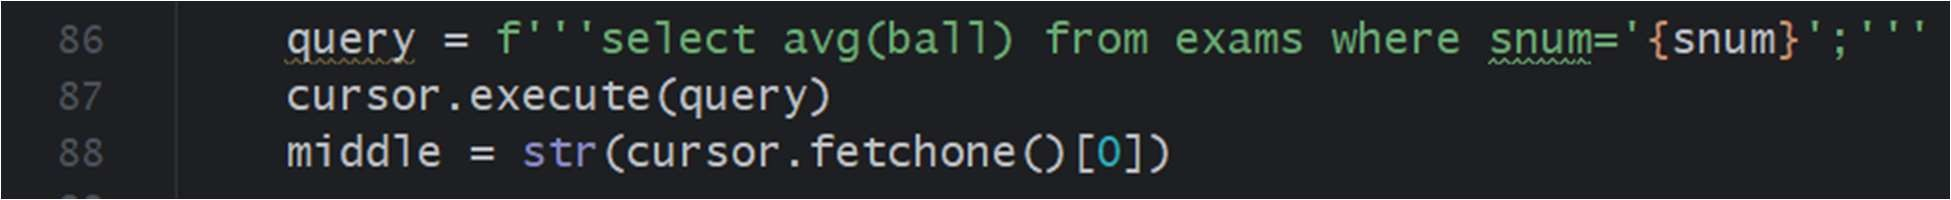 86 query = f'''select avg(ball) from exams where snum='{snum}';'''
87 cursor.execute(query)
88 middle = str(cursor.fetchone()[0])